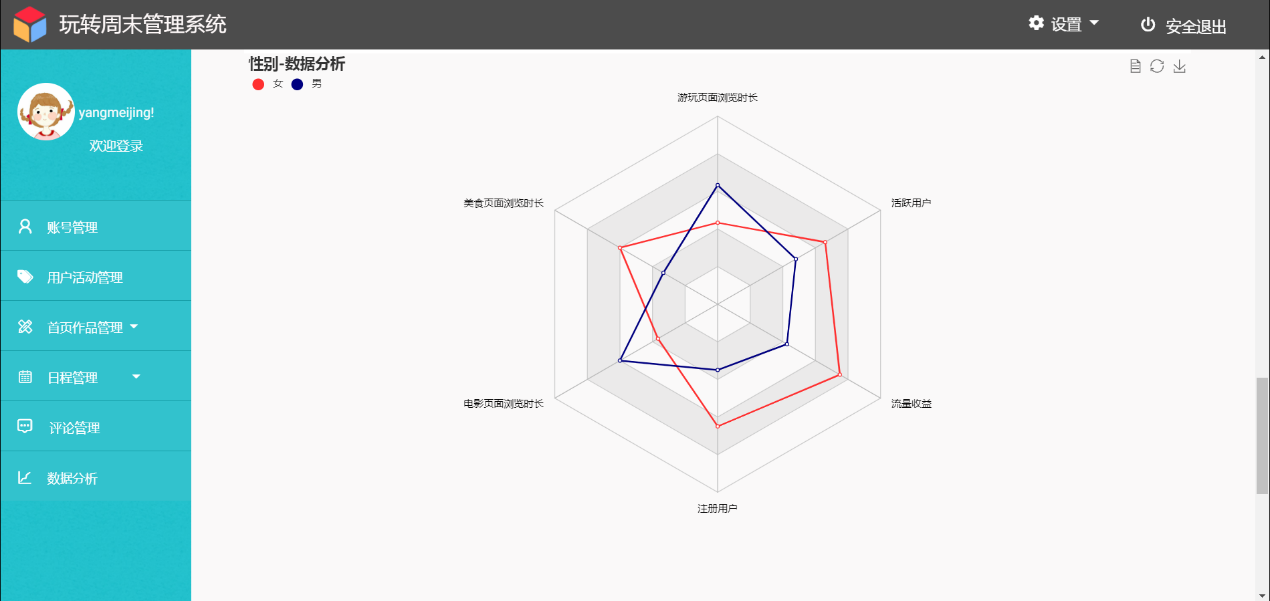 玩转周末管理系统
设置
安全退出
yangmeijing!
欢迎登录
账号管理
用户活动管理
首页作品管理
日程管理
评论管理
数据分析
性别-数据分析
女 男
游玩页面浏览时长
美食页面浏览时长
活跃用户
电影页面浏览时长
流量收益
注册用户